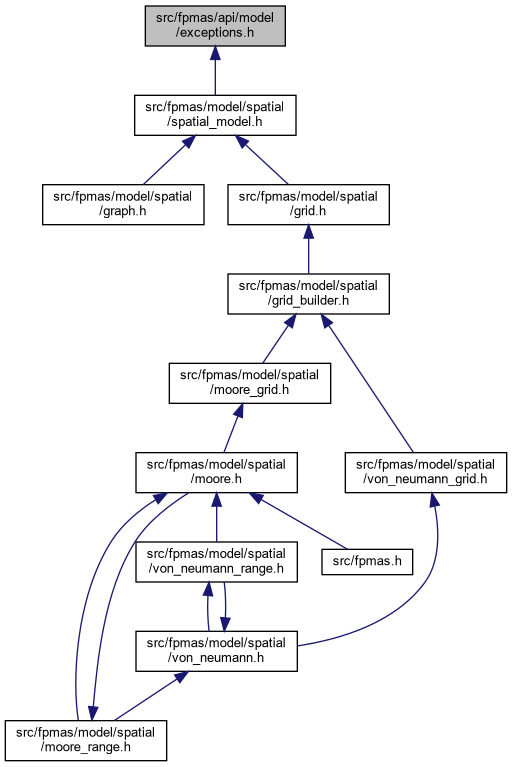 src/fpmas/api/model
/exceptions.h
src/fpmas/model/spatial
/spatial_model.h
src/fpmas/model/spatial
/graph.h
src/fpmas/model/spatial
/grid.h
src/fpmas/model/spatial
/grid_builder.h
src/fpmas/model/spatial
/moore_grid.h
src/fpmas/model/spatial
/moore.h
src/fpmas/model/spatial
/von_neumann_grid.h
src/fpmas/model/spatial
/von_neumann_range.h
src/fpmas.h
src/fpmas/model/spatial
/von_neumann.h
src/fpmas/model/spatial
/moore_range.h